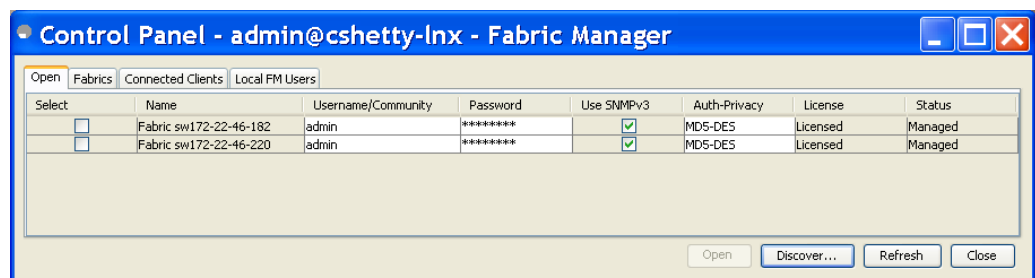 Control Panel - admin@cshetty-lnx - Fabric Manager
Open Fabrics Connected Clients Local FM Users
Select Name Username/Community Password Use SNMPv3 Auth-Privacy License Status
Fabric sw172-22-46-182 admin ******** MD5-DES Licensed Managed
Fabric sw172-22-46-220 admin ******** MD5-DES Licensed Managed
Open Discover... Refresh Close